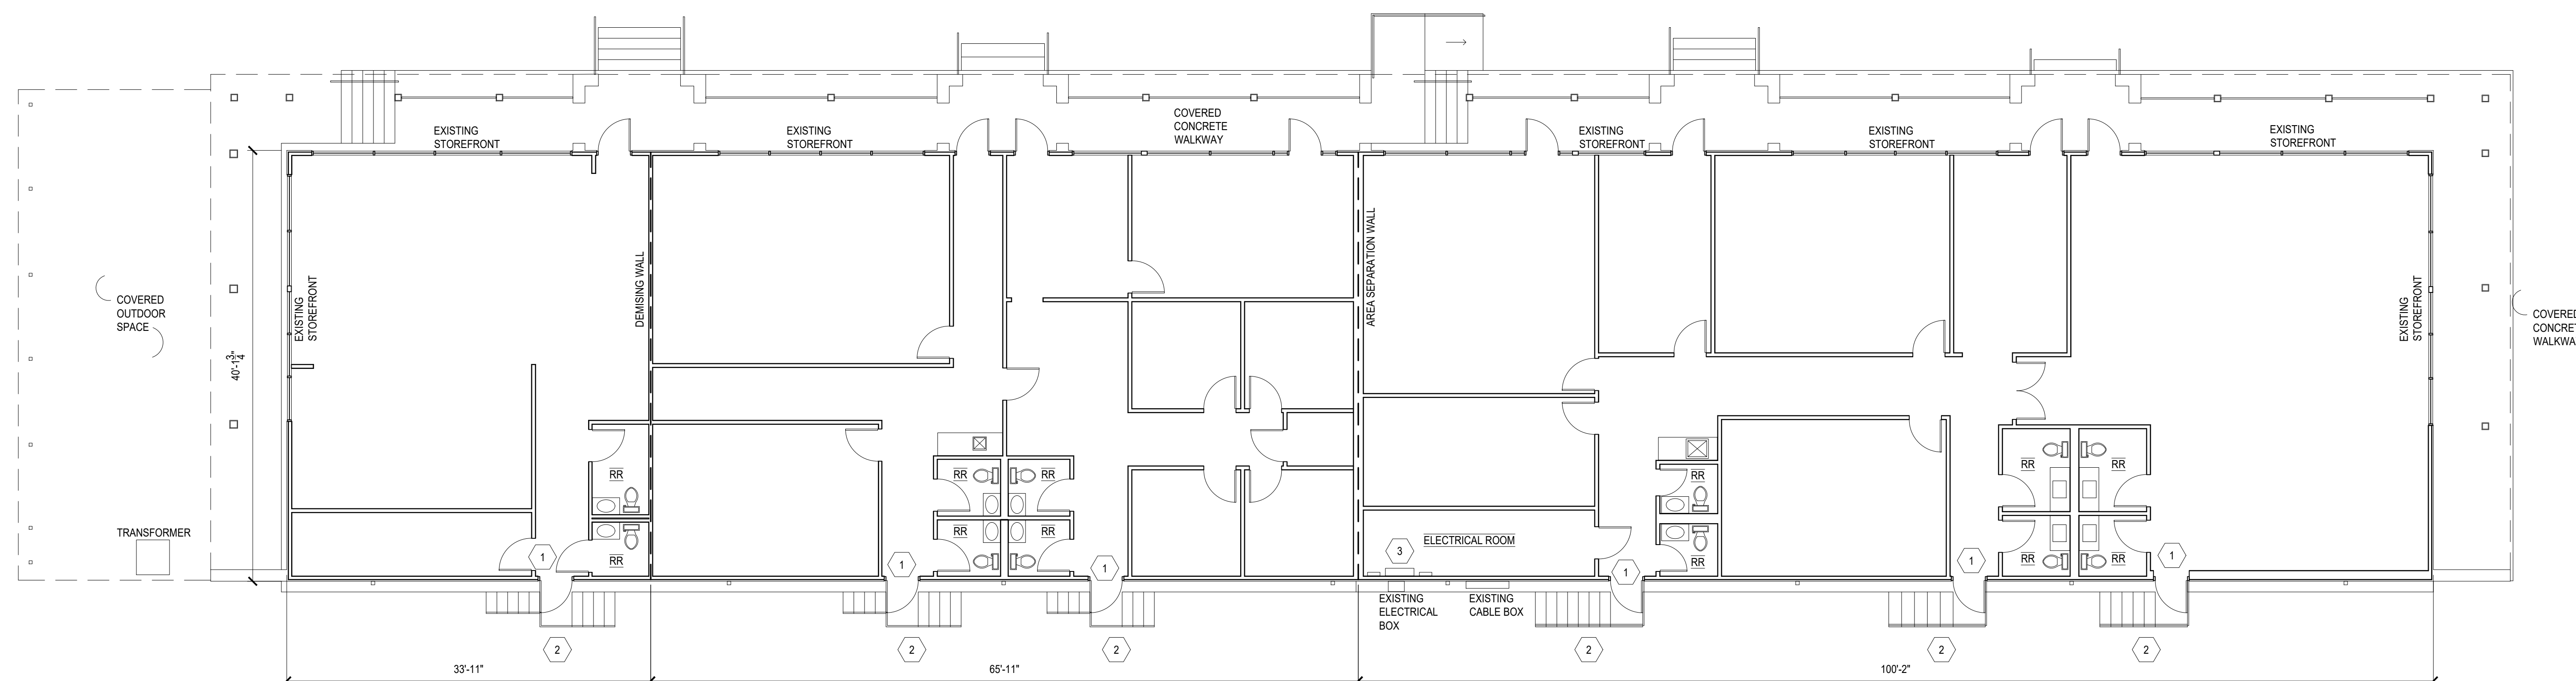 COVERED
CONCRETE
WALKWAY
EXISTING
STOREFRONT
EXISTING
STOREFRONT
EXISTING
STOREFRONT
EXISTING
STOREFRONT
EXISTING
STOREFRONT
COVERED
OUTDOOR
SPACE
40'-1 3/4"
EXISTING
STOREFRONT
DEMISING WALL
AREA SEPARATION WALL
EXISTING
STOREFRONT
COVERED
CONCRE
WALKWA
RR
RR
RR
RR
RR
RR
RR
RR
RR
RR
RR
RR
TRANSFORMER
ELECTRICAL ROOM
1
1
1
3
1
1
1
EXISTING
ELECTRICAL
BOX
EXISTING
CABLE BOX
2
2
2
2
2
2
33'-11"
65'-11"
100'-2"